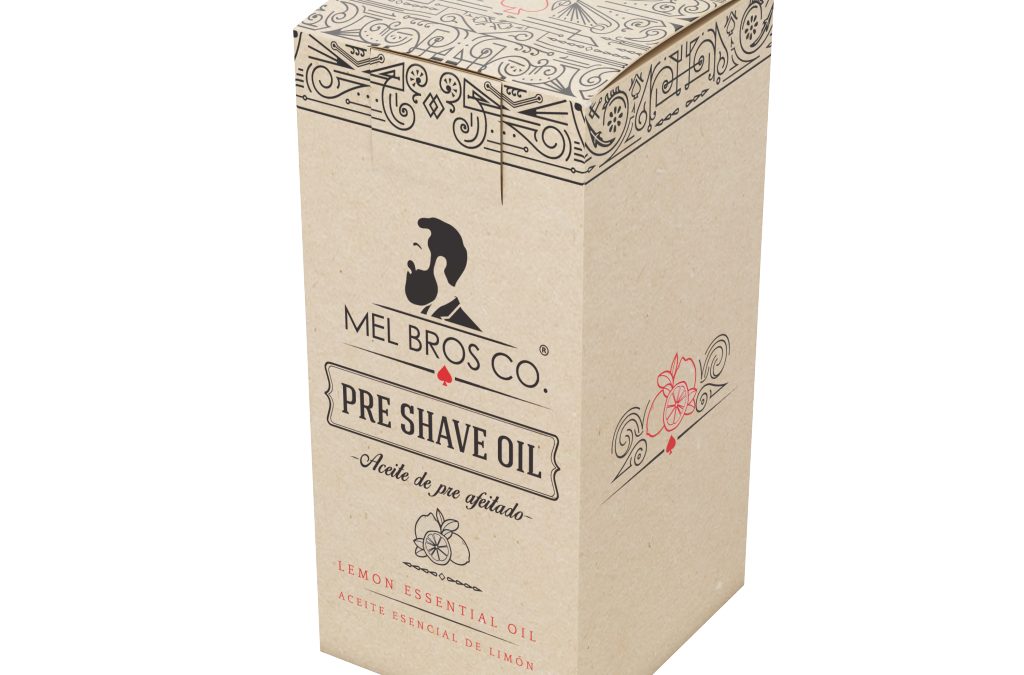 MEL BROS CO.®
PRE SHAVE OIL
-Aceite de pre afeitado-
LEMON ESSENTIAL OIL
ACEITE ESENCIAL DE LIMÓN